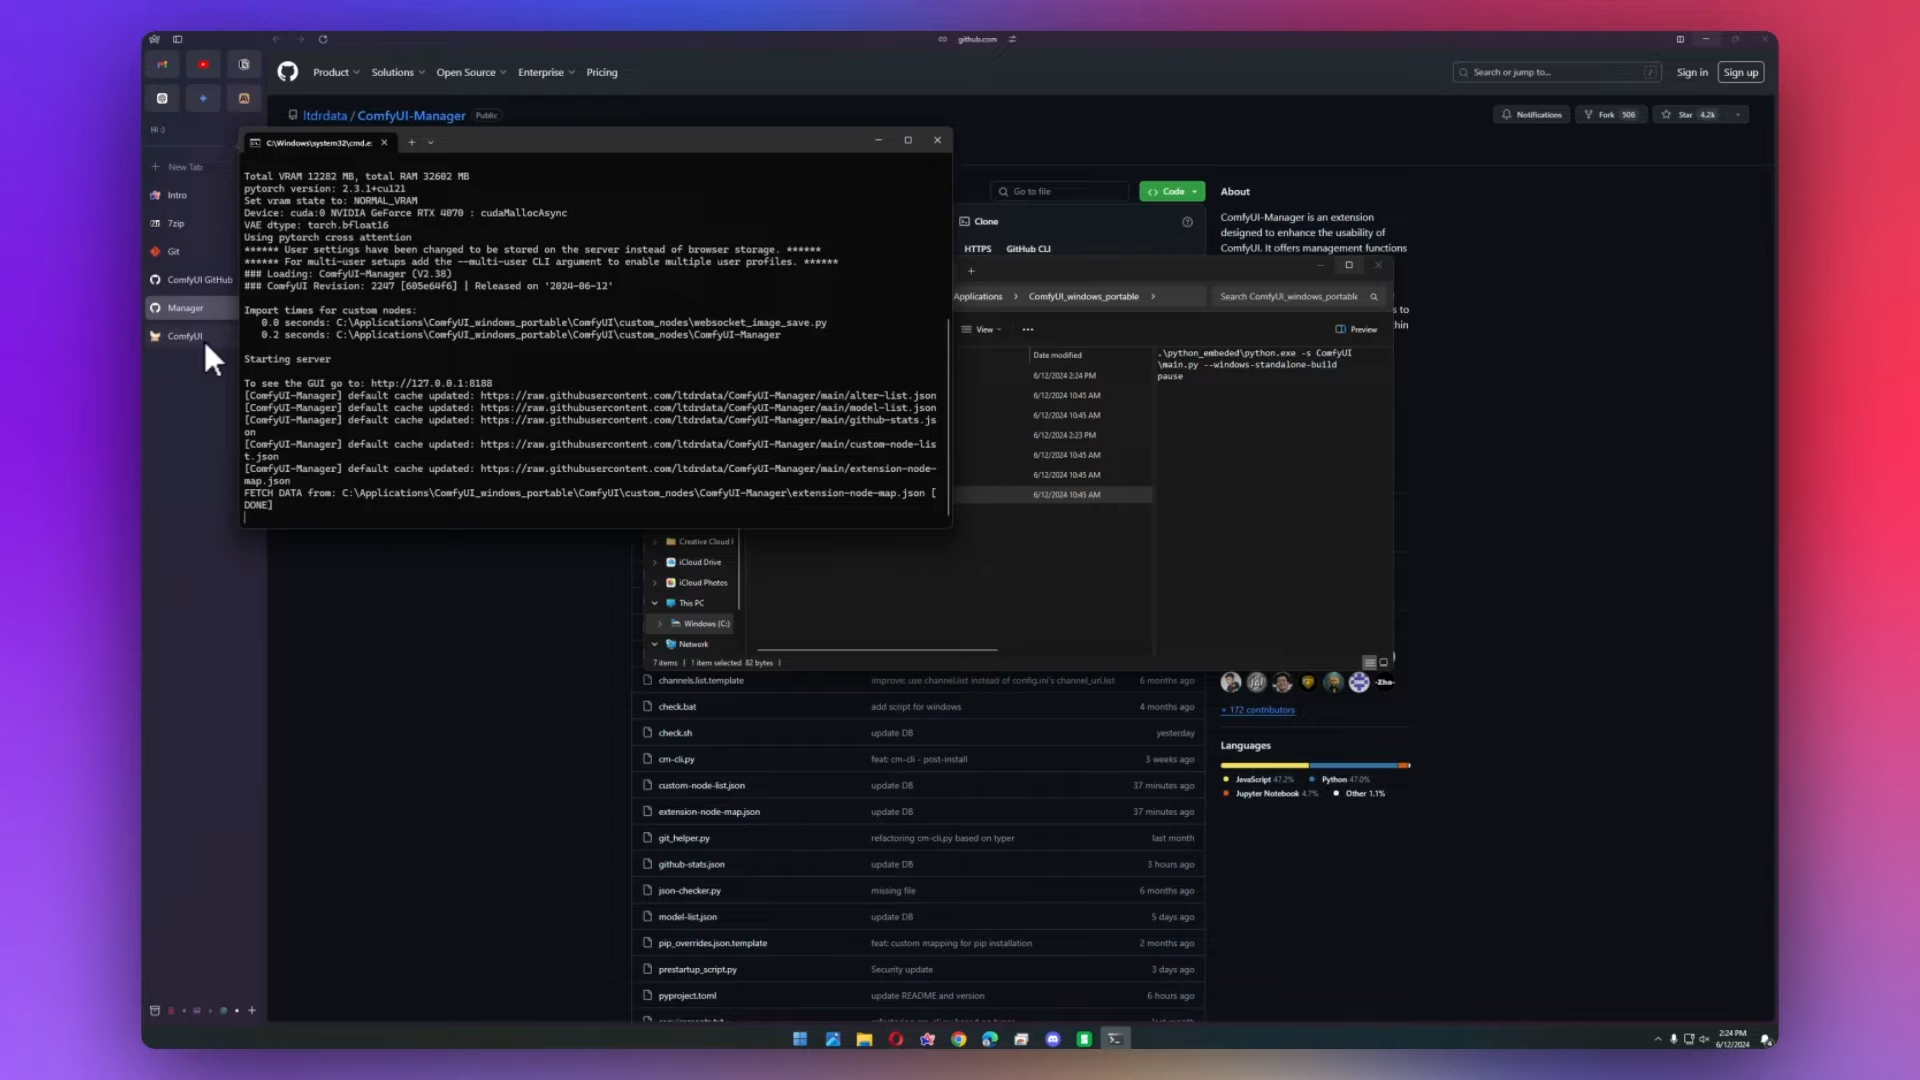 github.com
Product
Solutions
Open Source
Enterprise
Pricing
Search or jump to...
/
Sign in
Sign up
ltdrdata / ComfyUI-Manager
Public
Notifications
Fork 506
Star 4.2k
Hi :)
New Tab
Intro
7zip
Git
ComfyUI GitHub
Manager
ComfyUI
C:\Windows\system32\cmd.e:
Total VRAM 12282 MB, total RAM 32602 MB
pytorch version: 2.3.1+cu121
Set vram state to: NORMAL_VRAM
Device: cuda:0 NVIDIA GeForce RTX 4070 : cudaMallocAsync
VAE dtype: torch.bfloat16
Using pytorch cross attention
****** User settings have been changed to be stored on the server instead of browser storage. ******
****** For multi-user setups add the --multi-user CLI argument to enable multiple user profiles. ******
### Loading: ComfyUI-Manager (V2.38)
### ComfyUI Revision: 2247 [605e64f6] | Released on '2024-06-12'
Import times for custom nodes:
0.0 seconds: C:\Applications\ComfyUI_windows_portable\ComfyUI\custom_nodes\websocket_image_save.py
0.2 seconds: C:\Applications\ComfyUI_windows_portable\ComfyUI\custom_nodes\ComfyUI-Manager
Starting server
To see the GUI go to: http://127.0.0.1:8188
[ComfyUI-Manager] default cache updated: https://raw.githubusercontent.com/ltdrdata/ComfyUI-Manager/main/alter-list.json
[ComfyUI-Manager] default cache updated: https://raw.githubusercontent.com/ltdrdata/ComfyUI-Manager/main/model-list.json
[ComfyUI-Manager] default cache updated: https://raw.githubusercontent.com/ltdrdata/ComfyUI-Manager/main/github-stats.js
on
[ComfyUI-Manager] default cache updated: https://raw.githubusercontent.com/ltdrdata/ComfyUI-Manager/main/custom-node-lis
t.json
[ComfyUI-Manager] default cache updated: https://raw.githubusercontent.com/ltdrdata/ComfyUI-Manager/main/extension-node-
map.json
FETCH DATA from: C:\Applications\ComfyUI_windows_portable\ComfyUI\custom_nodes\ComfyUI-Manager\extension-node-map.json [
DONE]
Go to file
Code
Clone
HTTPS
GitHub CLI
About
ComfyUI-Manager is an extension
designed to enhance the usability of
ComfyUI. It offers management functions
Applications
ComfyUI_windows_portable
Search ComfyUI_windows_portable
View
Preview
Date modified
6/12/2024 2:24 PM
6/12/2024 10:45 AM
6/12/2024 10:45 AM
6/12/2024 2:23 PM
6/12/2024 10:45 AM
6/12/2024 10:45 AM
6/12/2024 10:45 AM
.\python_embeded\python.exe -s ComfyUI
\main.py --windows-standalone-build
pause
Creative Cloud
iCloud Drive
iCloud Photos
This PC
Windows (C:)
Network
7 items
1 item selected 82 bytes
channels.list.template
improve: use channel.list instead of config.ini's channel_url.list
6 months ago
check.bat
add script for windows
4 months ago
check.sh
update DB
yesterday
cm-cli.py
feat: cm-cli - post-install
3 weeks ago
custom-node-list.json
update DB
37 minutes ago
extension-node-map.json
update DB
37 minutes ago
git_helper.py
refactoring cm-cli.py based on typer
last month
github-stats.json
update DB
3 hours ago
json-checker.py
missing file
6 months ago
model-list.json
update DB
5 days ago
pip_overrides.json.template
feat: custom mapping for pip installation
2 months ago
prestartup_script.py
Security update
3 days ago
pyproject.toml
update README and version
6 hours ago
-Zho-
+ 172 contributors
Languages
JavaScript 47.2%
Python 47.0%
Jupyter Notebook 4.7%
Other 1.1%
2:24 PM
6/12/2024